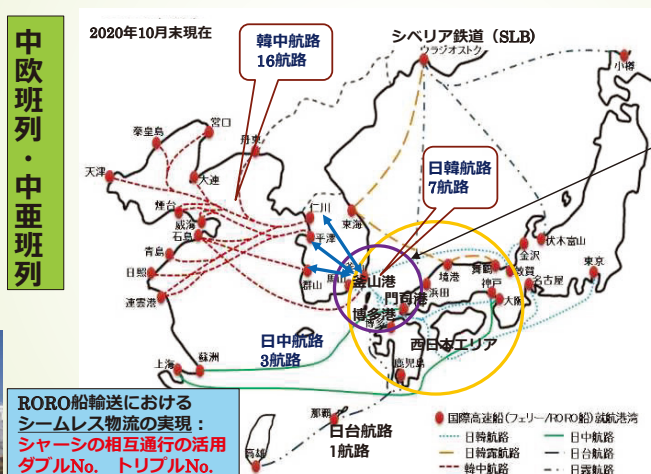 中欧班列・中亜班列
2020年10月末現在
韓中航路
16航路
シベリア鉄道（SLB）
ウラジオストク
小樽
営口
秦皇島
丹東
天津
大連
日韓航路
7航路
仁川
煙台
威海
石島
平澤
東海
青島
金沢
伏木富山
日照
群山
馬山
釜山港
境港
舞鶴
敦賀
名古屋
東京
連雲港
門司港
浜田
神戸
大阪
博多港
博多
日中航路
3航路
西日本エリア
上海
蘇州
鹿児島
RORO船輸送における
シームレス物流の実現：
シャーシの相互通行の活用
ダブルNo.　トリプルNo.
那覇
日台航路
1航路
高雄
国際高速船(フェリー/RORO船)就航港湾
日韓航路
日中航路
日韓露航路
日台航路
韓中航路
日露航路